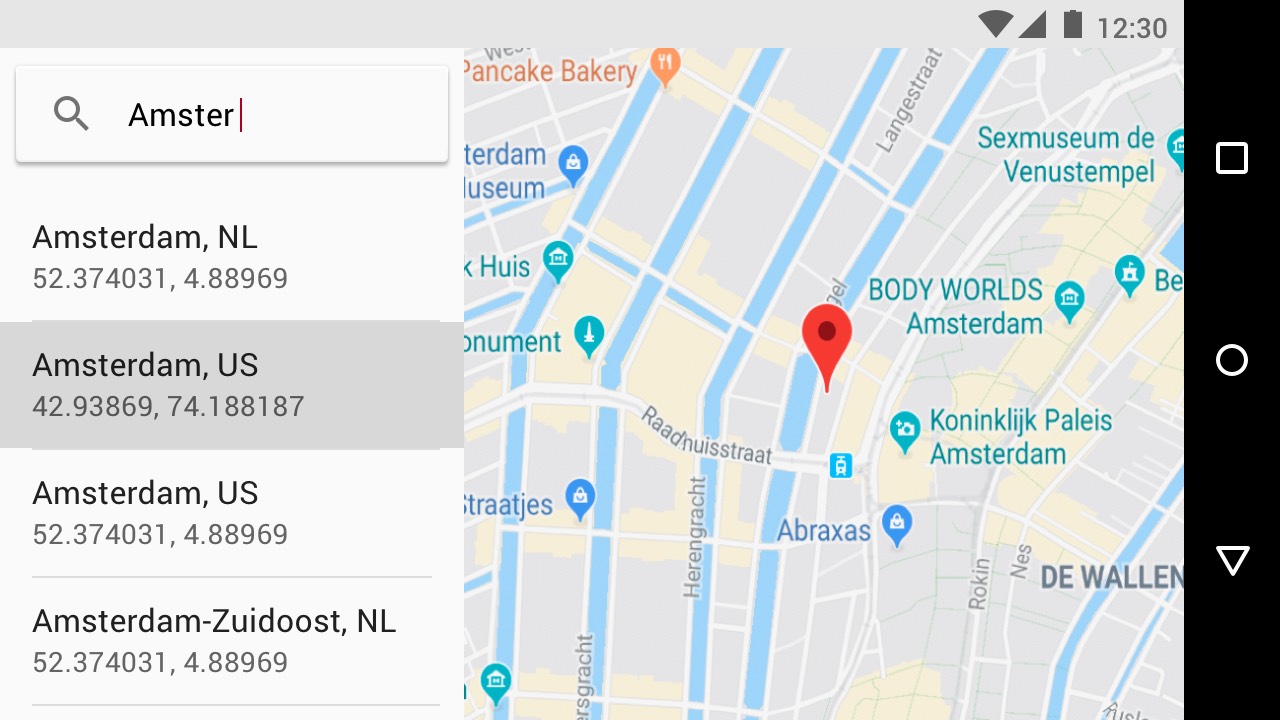 12:30
Amster
Amsterdam, NL
52.374031, 4.88969
Amsterdam, US
42.93869, 74.188187
Amsterdam, US
52.374031, 4.88969
Amsterdam-Zuidoost, NL
52.374031, 4.88969
Pancake Bakery
Langestraat
Sexmuseum de
Venustempel
terdam
useum
k Huis
gel
BODY WORLDS
Amsterdam
Be
onument
Raadhuisstraat
Koninklijk Paleis
Amsterdam
Straatjes
Herengracht
Abraxas
Rokin
Nes
DE WALLEN
ersgracht